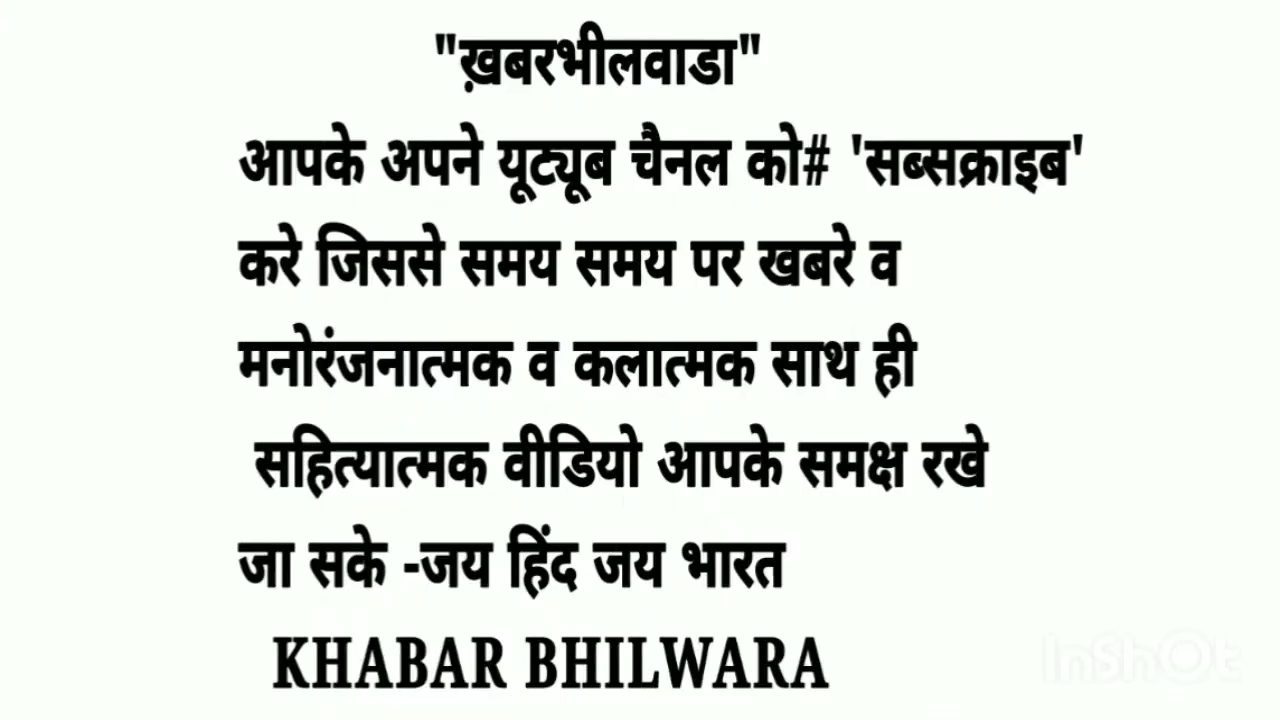 "ख़बरभीलवाडा"
आपके अपने यूट्यूब चैनल को# 'सब्सक्राइब'
करे जिससे समय समय पर खबरे व
मनोरंजनात्मक व कलात्मक साथ ही
सहित्यात्मक वीडियो आपके समक्ष रखे
जा सके -जय हिंद जय भारत
KHABAR BHILWARA
InShOt